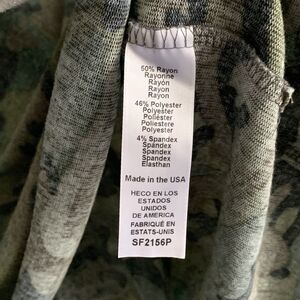 50% Rayon
Rayonne
Rayón
Rayon
Rayon
46% Polyester
Polyester
Poliéster
Poliestere
Polyester
4% Spandex
Spandex
Spandex
Spandex
Elasthan
Made in the USA
HECO EN LOS
ESTADOS
UNIDOS
DE AMERICA
FABRIQUÉ EN
ESTATS-UNIS
SF2156P